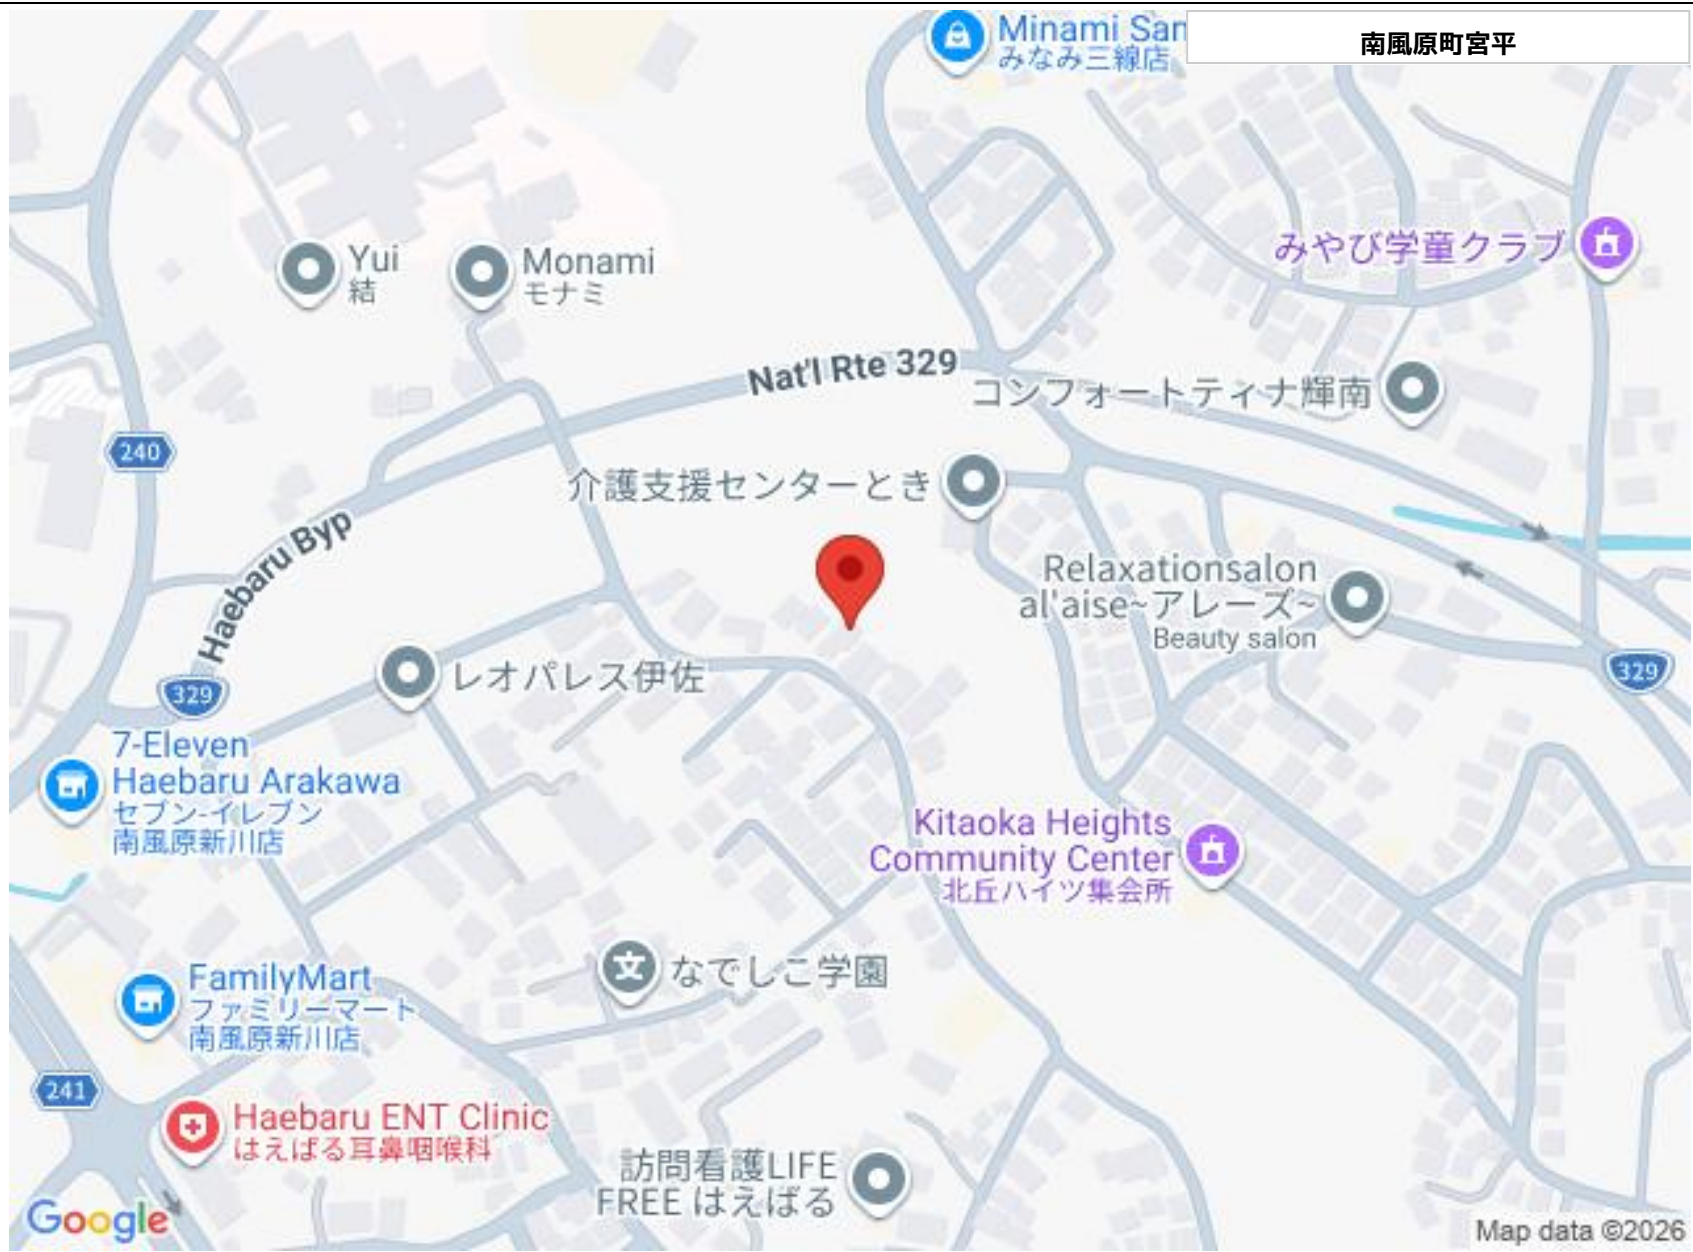 Minami San
みなみ三線店
南風原町宮平
みやび学童クラブ
Yui
結
Monami
モナミ
Nat'l Rte 329
コンフォートティナ輝南
240
介護支援センターとき
Haebaru Byp
Relaxationsalon
al'aise~アレーズ~
Beauty salon
レオパレス伊佐
329
329
7-Eleven
Haebaru Arakawa
セブン-イレブン
南風原新川店
Kitaoka Heights
Community Center
北丘ハイツ集会所
なでしこ学園
FamilyMart
ファミリーマート
南風原新川店
241
Haebaru ENT Clinic
はえばる耳鼻咽喉科
訪問看護LIFE
FREE はえばる
Google
Map data ©2026